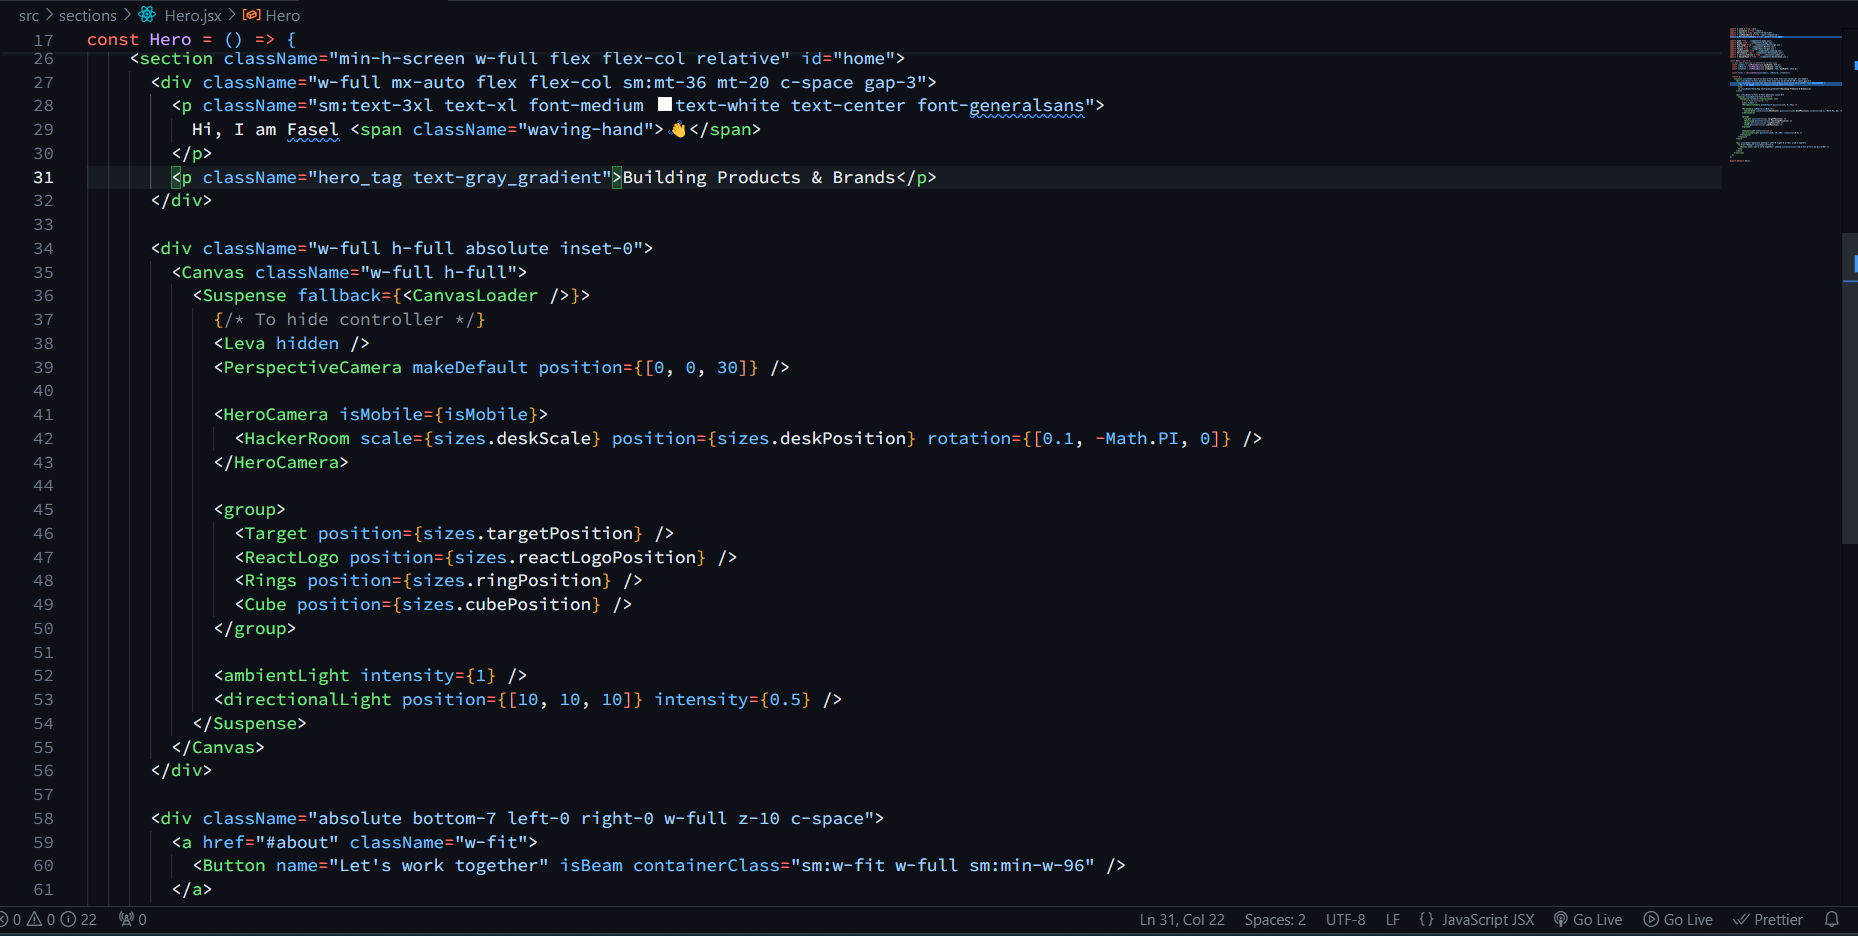 src > sections > Hero.jsx > Hero
17 const Hero = () => {
26 <section className="min-h-screen w-full flex flex-col relative" id="home">
27 <div className="w-full mx-auto flex flex-col sm:mt-36 mt-20 c-space gap-3">
28 <p className="sm:text-3xl text-xl font-medium text-white text-center font-generalsans">
29 Hi, I am Fasel <span className="waving-hand">👋</span>
30 </p>
31 <p className="hero_tag text-gray_gradient">Building Products & Brands</p>
32 </div>
33
34 <div className="w-full h-full absolute inset-0">
35 <Canvas className="w-full h-full">
36 <Suspense fallback={<CanvasLoader />}>
37 {/* To hide controller */}
38 <Leva hidden />
39 <PerspectiveCamera makeDefault position={[0, 0, 30]} />
40
41 <HeroCamera isMobile={isMobile}>
42 <HackerRoom scale={sizes.deskScale} position={sizes.deskPosition} rotation={[0.1, -Math.PI, 0]} />
43 </HeroCamera>
44
45 <group>
46 <Target position={sizes.targetPosition} />
47 <ReactLogo position={sizes.reactLogoPosition} />
48 <Rings position={sizes.ringPosition} />
49 <Cube position={sizes.cubePosition} />
50 </group>
51
52 <ambientLight intensity={1} />
53 <directionalLight position={[10, 10, 10]} intensity={0.5} />
54 </Suspense>
55 </Canvas>
56 </div>
57
58 <div className="absolute bottom-7 left-0 right-0 w-full z-10 c-space">
59 <a href="#about" className="w-fit">
60 <Button name="Let's work together" isBeam containerClass="sm:w-fit w-full sm:min-w-96" />
61 </a>
0 0 22 0 Ln 31, Col 22 Spaces: 2 UTF-8 LF {} JavaScript JSX Go Live Go Live Prettier